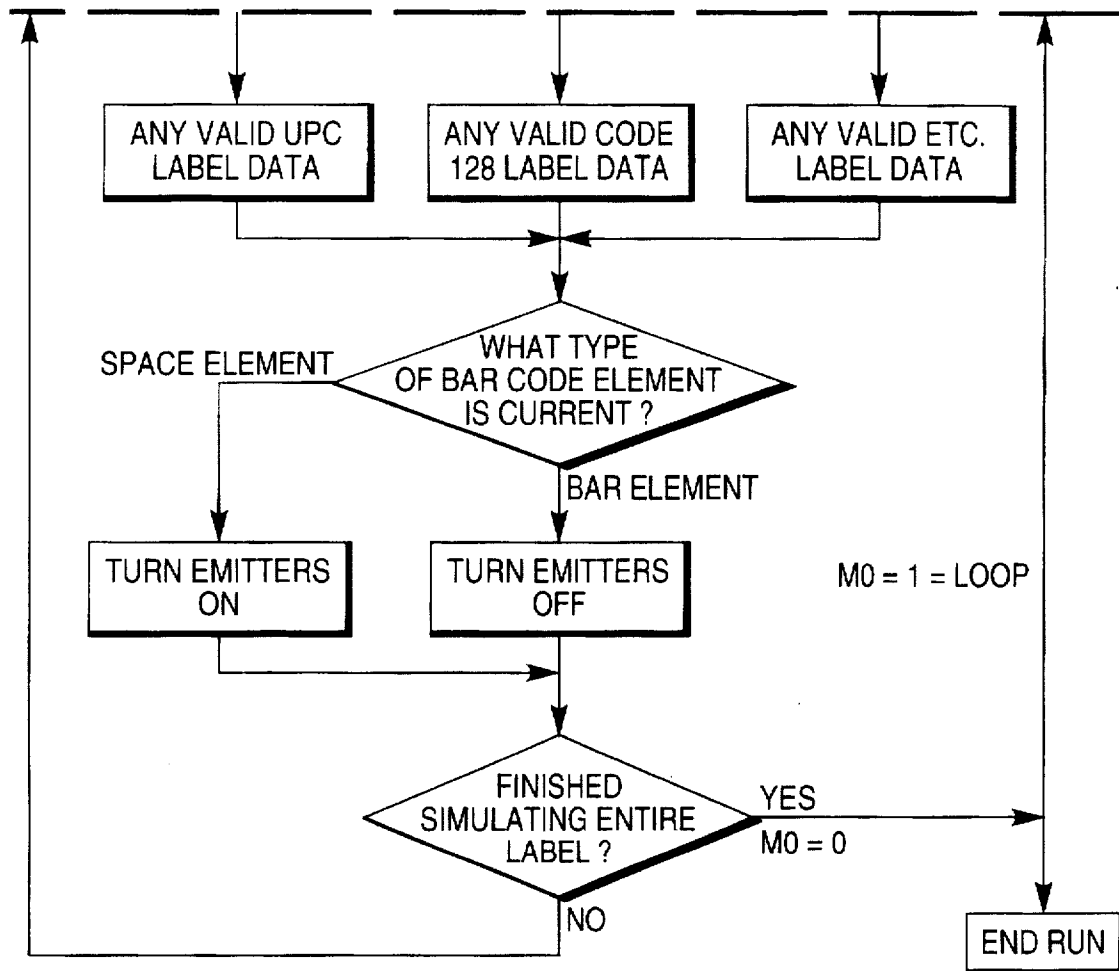 ANY VALID UPC
LABEL DATA
ANY VALID CODE
128 LABEL DATA
ANY VALID ETC.
LABEL DATA
SPACE ELEMENT
WHAT TYPE
OF BAR CODE ELEMENT
IS CURRENT ?
BAR ELEMENT
TURN EMITTERS
ON
TURN EMITTERS
OFF
M0 = 1 = LOOP
FINISHED
SIMULATING ENTIRE
LABEL ?
YES
M0 = 0
NO
END RUN